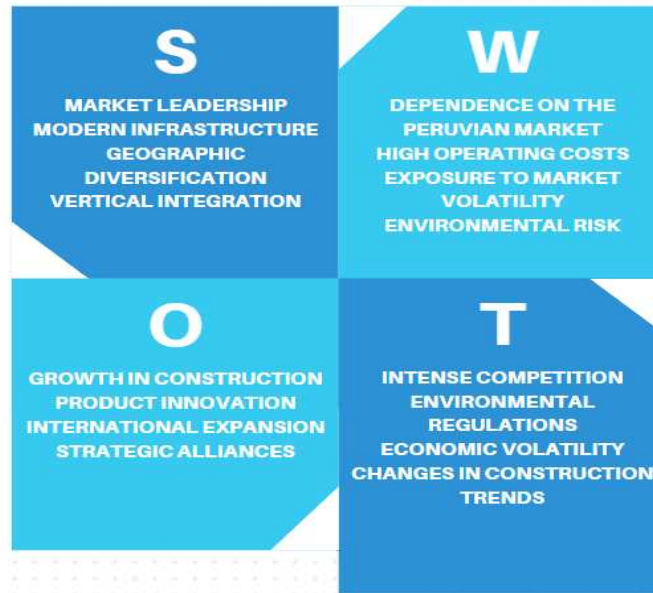 S
MARKET LEADERSHIP
MODERN INFRASTRUCTURE
GEOGRAPHIC
DIVERSIFICATION
VERTICAL INTEGRATION
W
DEPENDENCE ON THE
PERUVIAN MARKET
HIGH OPERATING COSTS
EXPOSURE TO MARKET
VOLATILITY
ENVIRONMENTAL RISK
O
GROWTH IN CONSTRUCTION
PRODUCT INNOVATION
INTERNATIONAL EXPANSION
STRATEGIC ALLIANCES
T
INTENSE COMPETITION
ENVIRONMENTAL
REGULATIONS
ECONOMIC VOLATILITY
CHANGES IN CONSTRUCTION
TRENDS